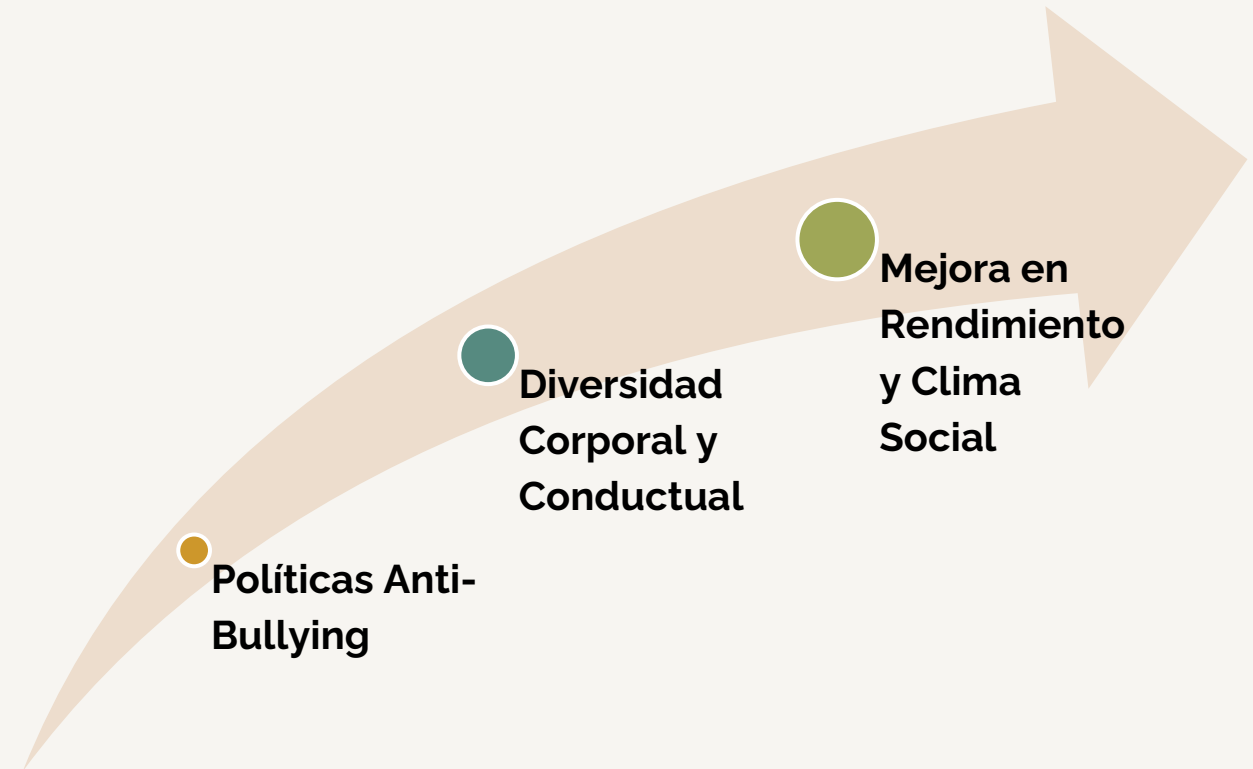 Mejora en
Rendimiento
y Clima
Social
Diversidad
Corporal y
Conductual
Políticas Anti-
Bullying